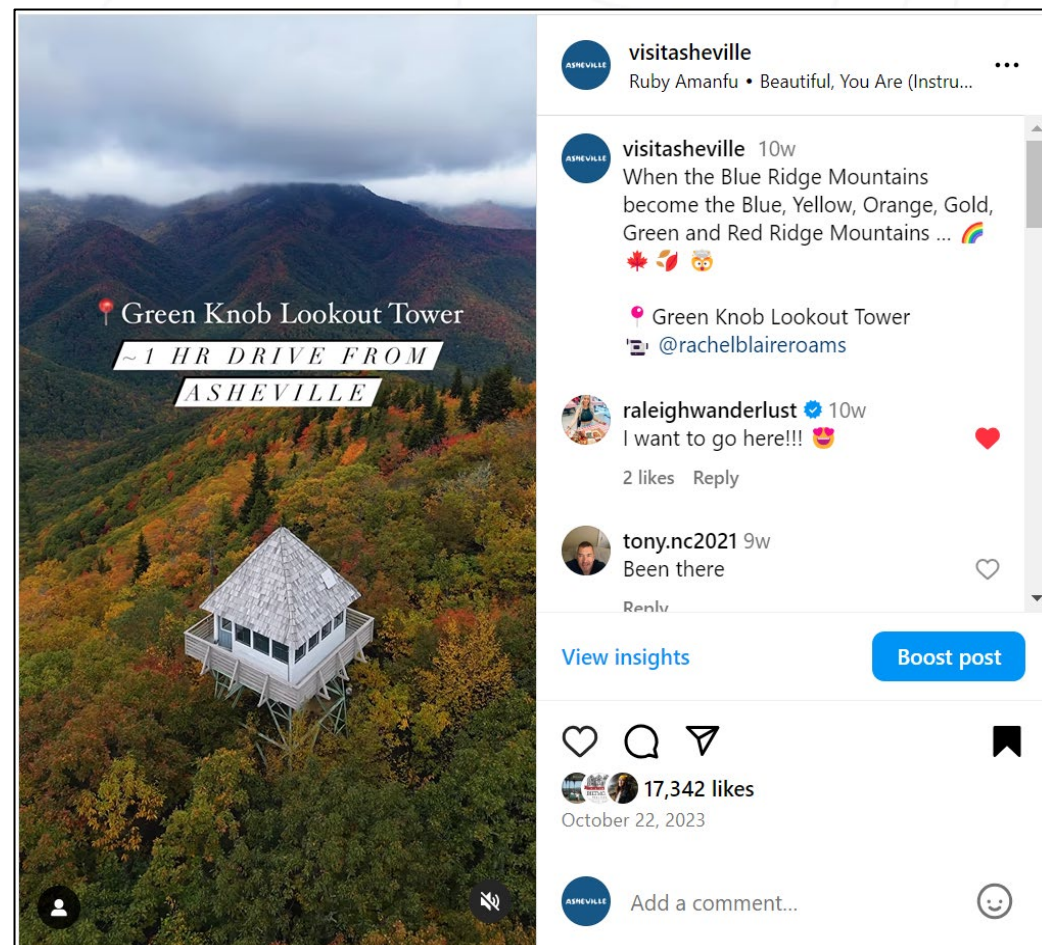 📍Green Knob Lookout Tower
~1 HR DRIVE FROM
ASHEVILLE
ASHEVILLE
visitasheville
Ruby Amanfu • Beautiful, You Are (Instru...
ASHEVILLE
visitasheville 10w
When the Blue Ridge Mountains
become the Blue, Yellow, Orange, Gold,
Green and Red Ridge Mountains ... 🌈
🍁 🍂 🤯
📍 Green Knob Lookout Tower
📹 @rachelblaireroams
raleighwanderlust 10w
I want to go here!!! 😍
2 likes Reply
tony.nc2021 9w
Been there
Reply
View insights
Boost post
17,342 likes
October 22, 2023
ASHEVILLE
Add a comment...